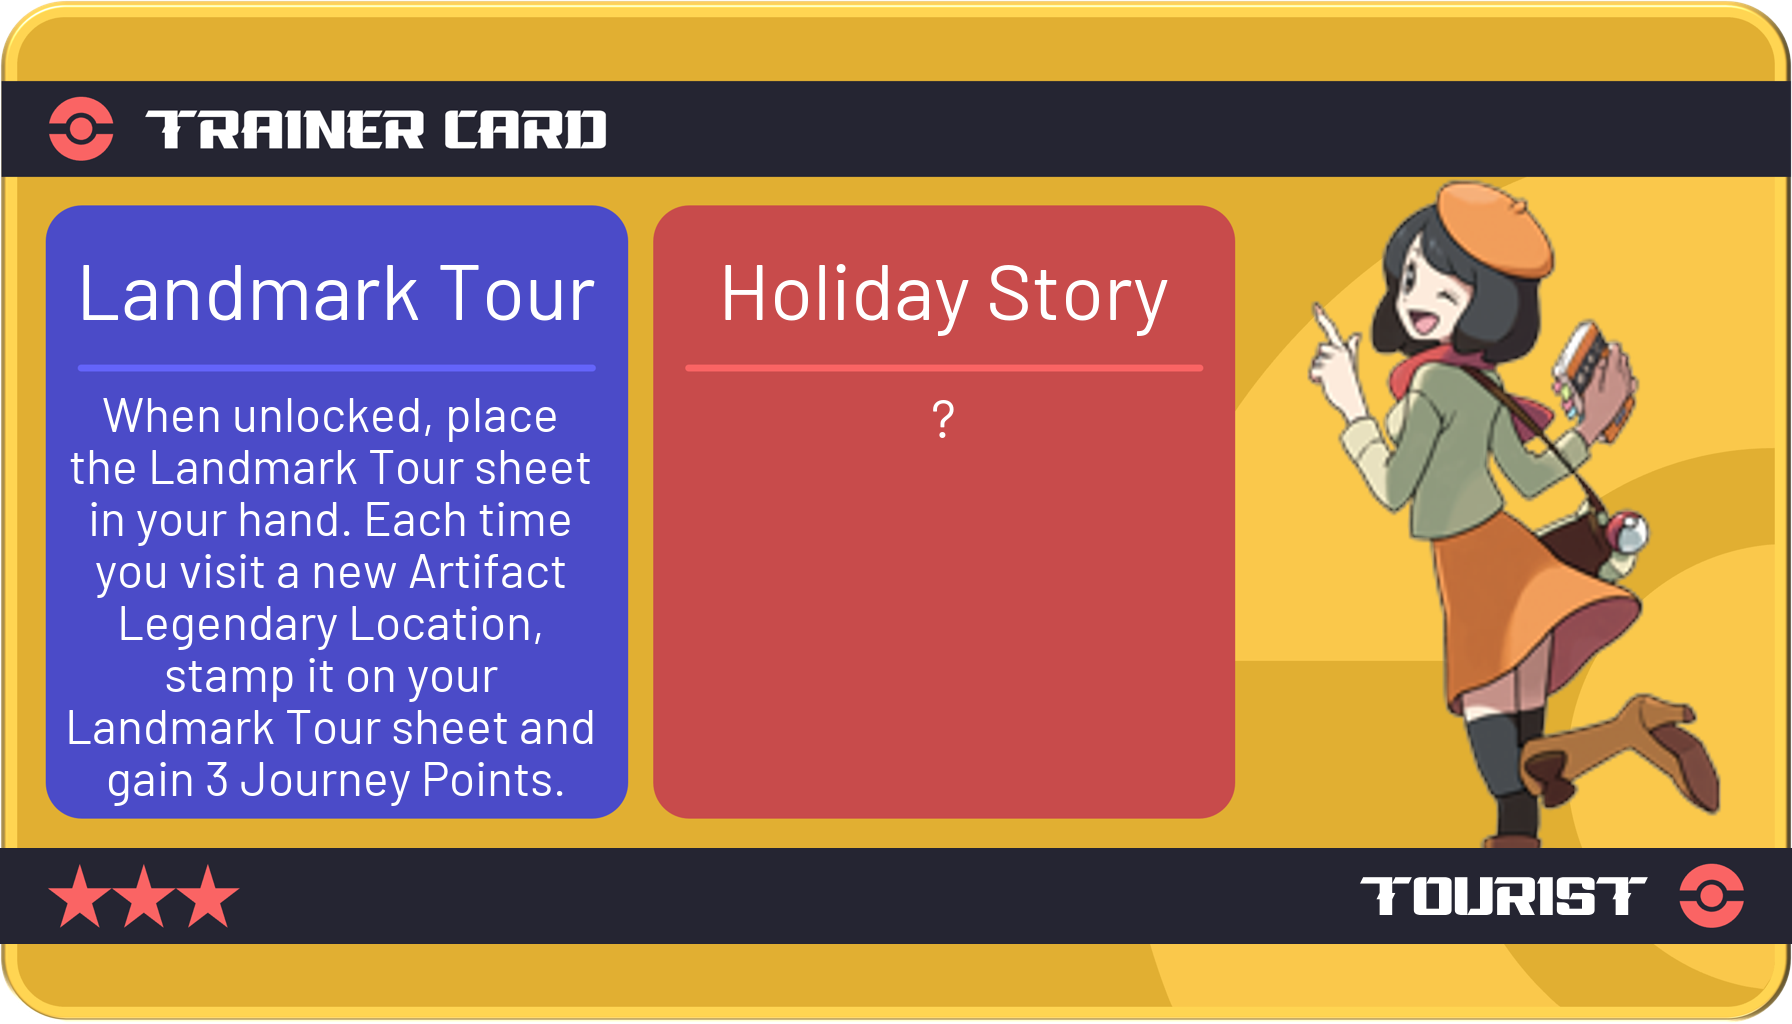 TRAINER CARD
Landmark Tour
When unlocked, place
the Landmark Tour sheet
in your hand. Each time
you visit a new Artifact
Legendary Location,
stamp it on your
Landmark Tour sheet and
gain 3 Journey Points.
Holiday Story
?
TOURIST